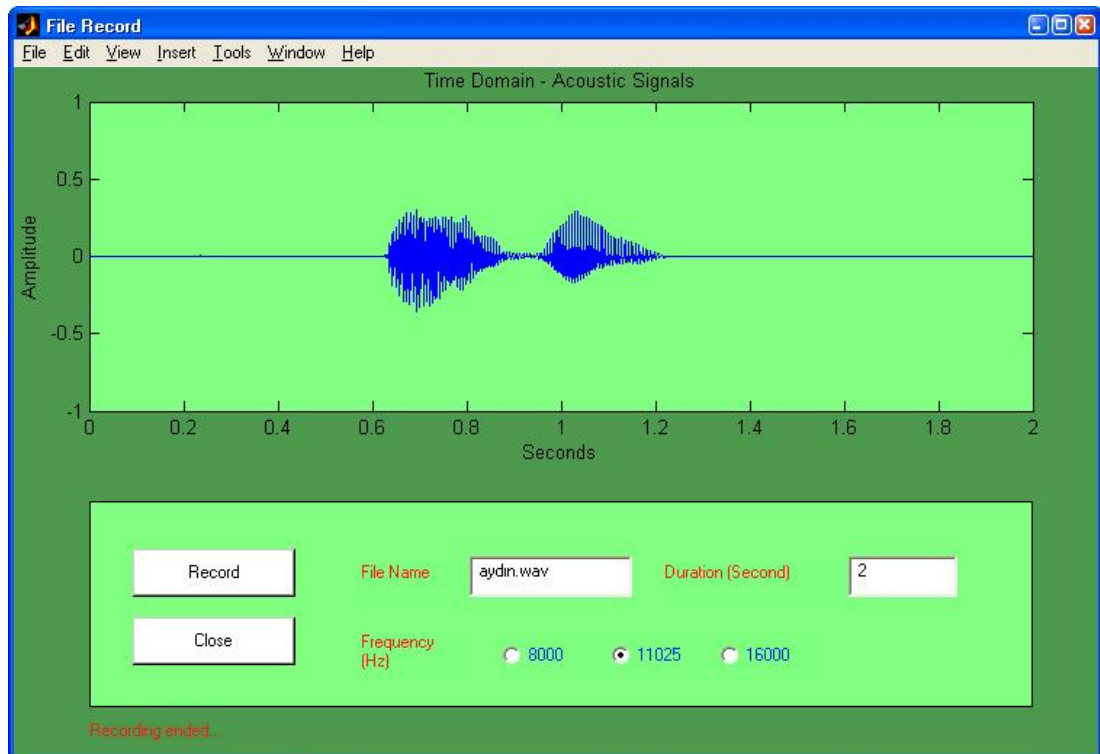 File Record
File Edit View Insert Tools Window Help
Time Domain - Acoustic Signals
1
0.5
0
-0.5
-1
Amplitude
0 0.2 0.4 0.6 0.8 1 1.2 1.4 1.6 1.8 2
Seconds
Record File Name aydın.wav Duration (Second) 2
Close Frequency (Hz) 8000 11025 16000
Recording ended...